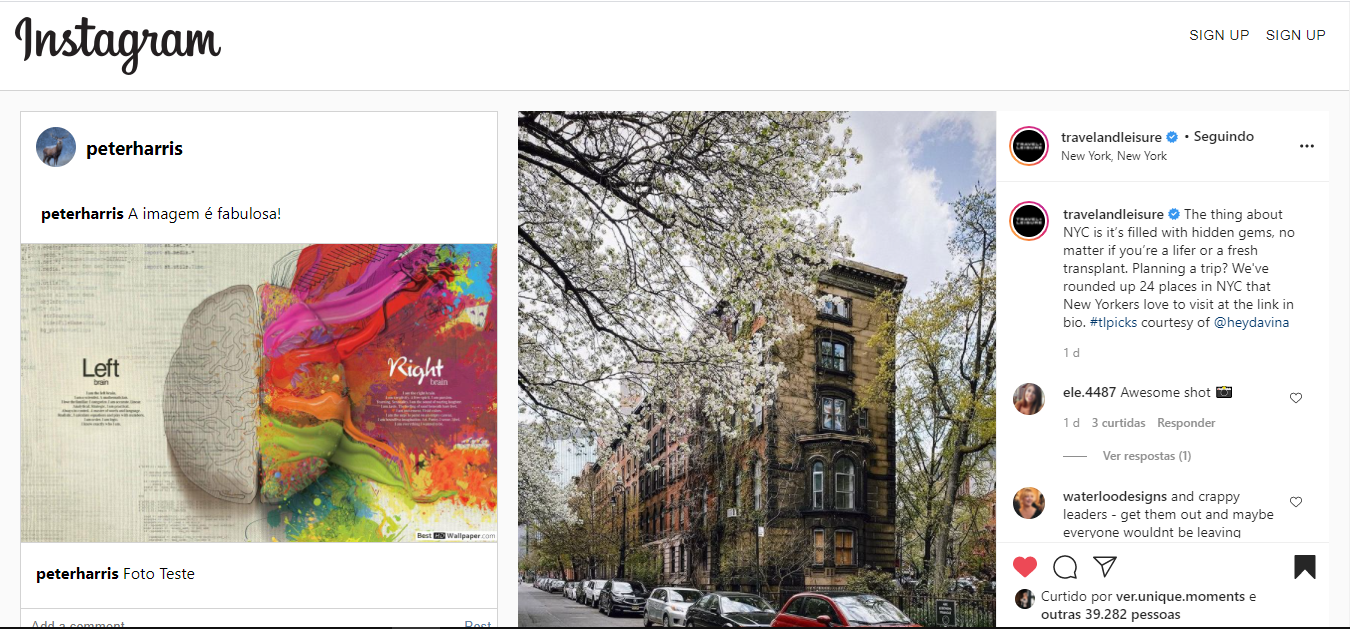 Instagram
SIGN UP SIGN UP
peterharris
peterharris A imagem é fabulosa!
Left
brain
Right
brain
Best HD Wallpaper.com
peterharris Foto Teste
Add a comment
Post
travelandleisure • Seguindo
New York, New York
travelandleisure The thing about
NYC is it's filled with hidden gems, no
matter if you're a lifer or a fresh
transplant. Planning a trip? We've
rounded up 24 places in NYC that
New Yorkers love to visit at the link in
bio. #tlpicks courtesy of @heydavina
1 d
ele.4487 Awesome shot 📸
1 d 3 curtidas Responder
Ver respostas (1)
waterloodesigns and crappy
leaders - get them out and maybe
everyone wouldnt be leaving
Curtido por ver.unique.moments e
outras 39.282 pessoas